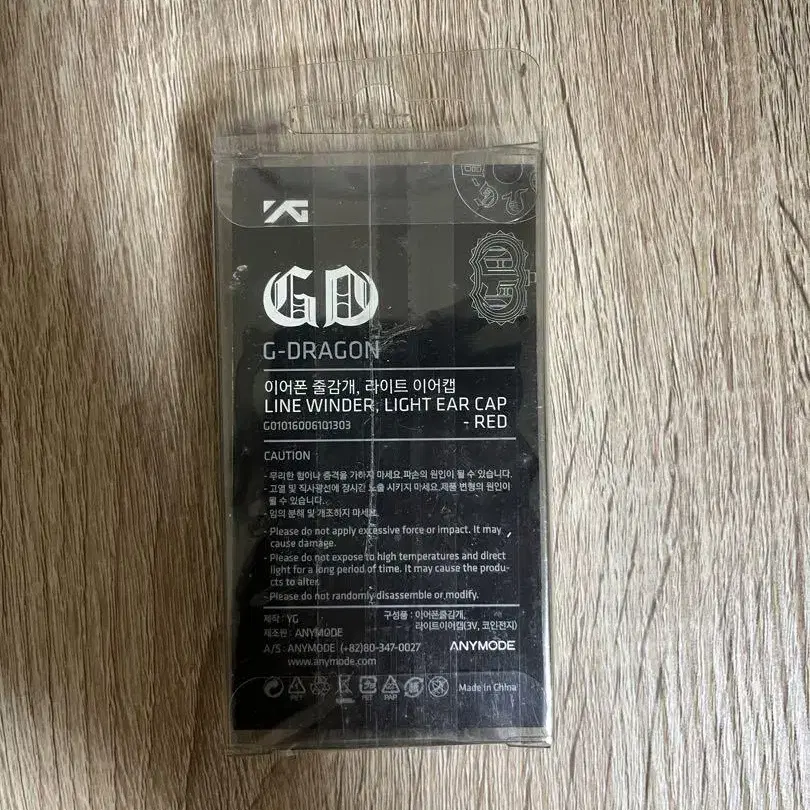 YG
GD
G-DRAGON
이어폰 줄감개, 라이트 이어캡
LINE WINDER, LIGHT EAR CAP
- RED
G01016006101303
CAUTION
- 무리한 힘이나 충격을 가하지 마세요.파손의 원인이 될 수 있습니다.
- 고열 및 직사광선에 장시간 노출 시키지 마세요.제품 변형의 원인이
될 수 있습니다.
- 임의 분해 및 개조하지 마세요.
- Please do not apply excessive force or impact. It may
cause damage.
- Please do not expose to high temperatures and direct
light for a long period of time. It may cause the produ-
cts to alter.
- Please do not randomly disassemble or modify.
제작 : YG
제조원 : ANYMODE
A/S : ANYMODE (+82)80-347-0027
www.anymode.com
구성품 : 이어폰줄감개,
라이트이어캡(3V, 코인전지)
ANYMODE
PET
PAP
Made in China